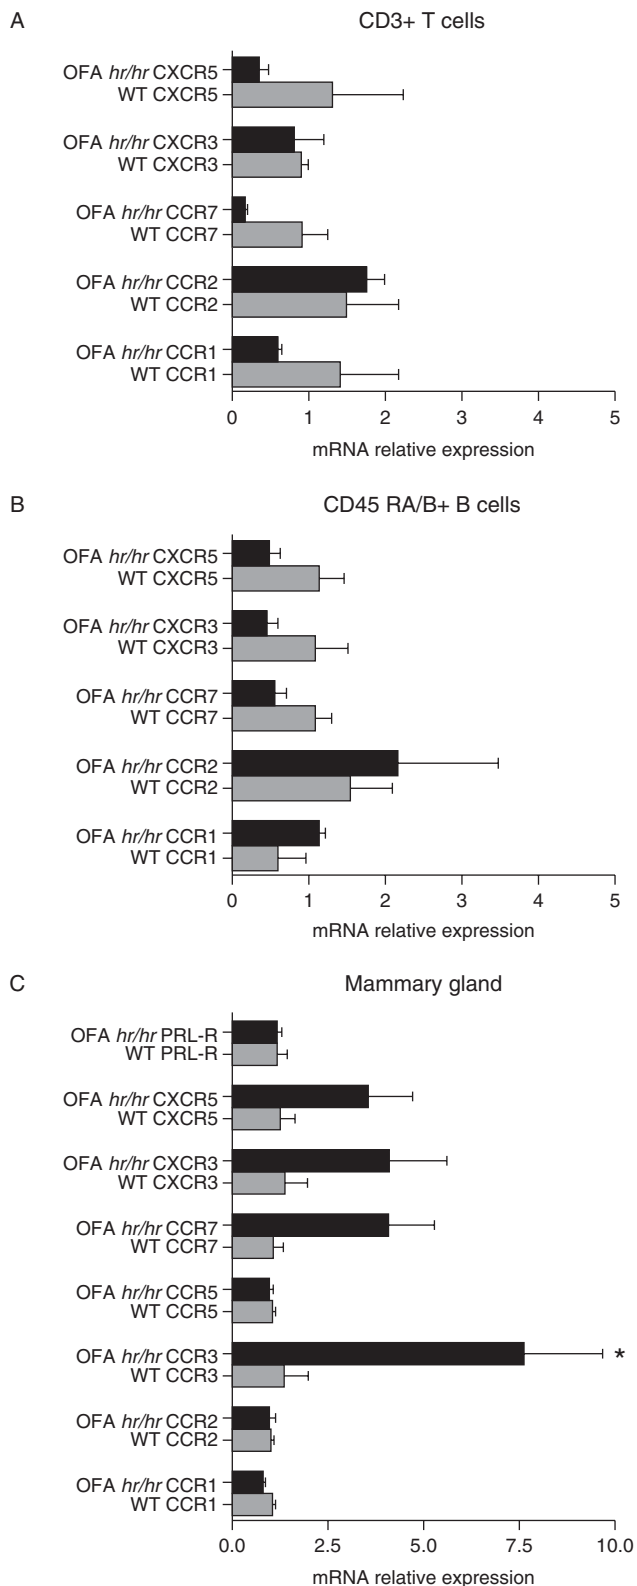 A
CD3+ T cells
OFA hr/hr CXCR5
WT CXCR5
OFA hr/hr CXCR3
WT CXCR3
OFA hr/hr CCR7
WT CCR7
OFA hr/hr CCR2
WT CCR2
OFA hr/hr CCR1
WT CCR1
0 1 2 3 4 5
mRNA relative expression
B
CD45 RA/B+ B cells
OFA hr/hr CXCR5
WT CXCR5
OFA hr/hr CXCR3
WT CXCR3
OFA hr/hr CCR7
WT CCR7
OFA hr/hr CCR2
WT CCR2
OFA hr/hr CCR1
WT CCR1
0 1 2 3 4 5
mRNA relative expression
C
Mammary gland
OFA hr/hr PRL-R
WT PRL-R
OFA hr/hr CXCR5
WT CXCR5
OFA hr/hr CXCR3
WT CXCR3
OFA hr/hr CCR7
WT CCR7
OFA hr/hr CCR5
WT CCR5
OFA hr/hr CCR3 *
WT CCR3
OFA hr/hr CCR2
WT CCR2
OFA hr/hr CCR1
WT CCR1
0.0 2.5 5.0 7.5 10.0
mRNA relative expression